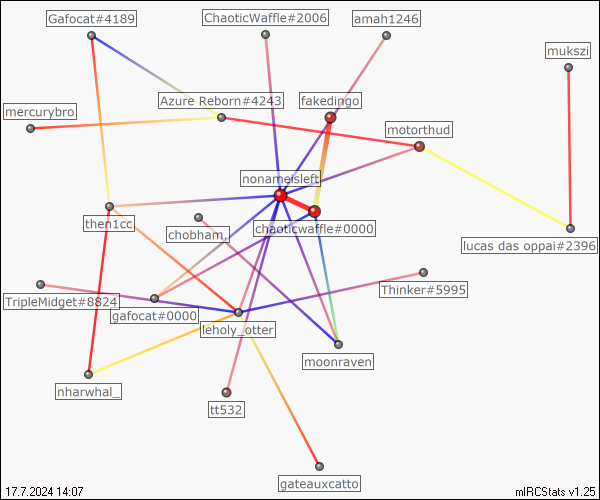 Gafocat#4189
ChaoticWaffle#2006
amah1246
mukszi
mercurybro
Azure Reborn#4243
fakedingo
motorthud
nonameisleft
then1cc
chobham.
chaoticwaffle#0000
lucas das oppai#2396
TripleMidget#8824
gafocat#0000
leholy_otter
Thinker#5995
moonraven
nharwhal_
tt532
gateauxcatto
17.7.2024 14:07
mIRCStats v1.25